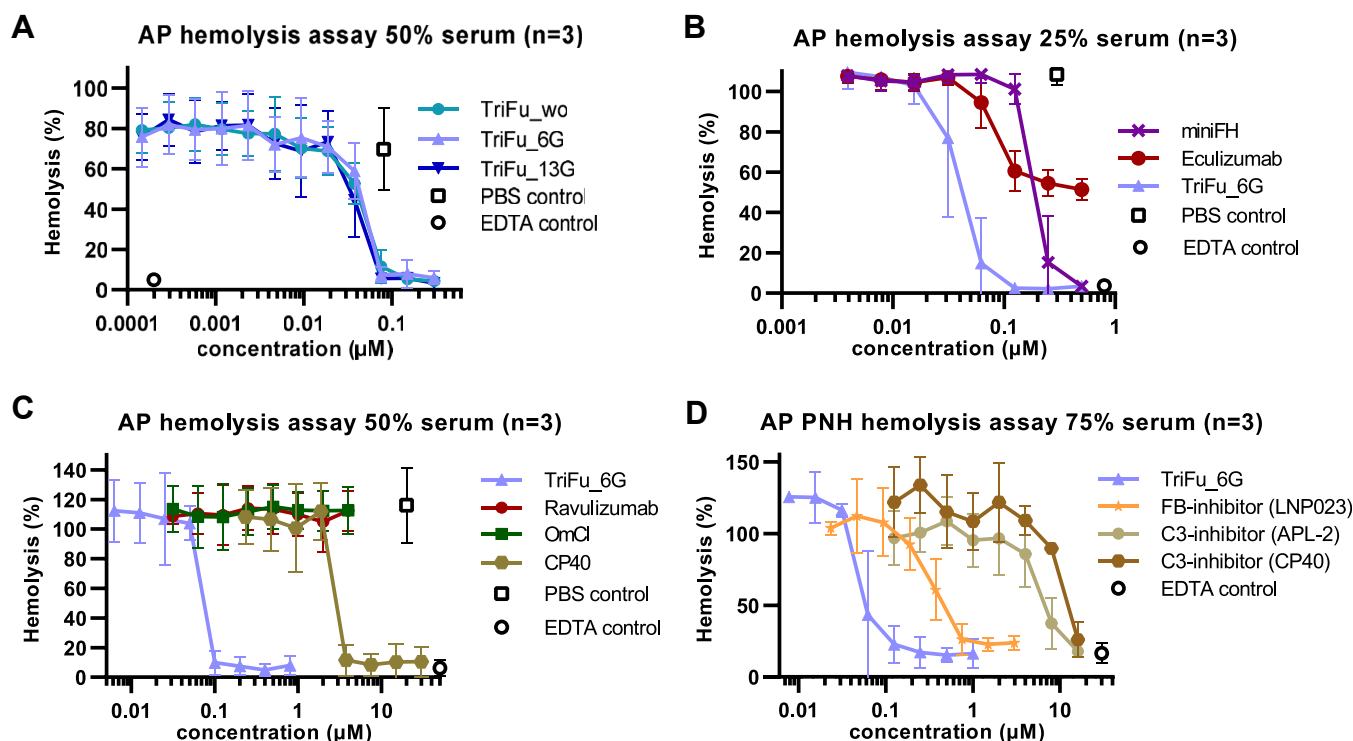 A
AP hemolysis assay 50% serum (n=3)
Hemolysis (%)
100
80
60
40
20
0
0.0001
0.001
0.01
0.1
concentration (µM)
TriFu_wo
TriFu_6G
TriFu_13G
PBS control
EDTA control
B
AP hemolysis assay 25% serum (n=3)
Hemolysis (%)
100
80
60
40
20
0
0.001
0.01
0.1
1
concentration (µM)
miniFH
Eculizumab
TriFu_6G
PBS control
EDTA control
C
AP hemolysis assay 50% serum (n=3)
Hemolysis (%)
140
120
100
80
60
40
20
0
0.01
0.1
1
10
concentration (µM)
TriFu_6G
Ravulizumab
OmCI
CP40
PBS control
EDTA control
D
AP PNH hemolysis assay 75% serum (n=3)
Hemolysis (%)
150
100
50
0
0.01
0.1
1
10
concentration (µM)
TriFu_6G
FB-inhibitor (LNP023)
C3-inhibitor (APL-2)
C3-inhibitor (CP40)
EDTA control